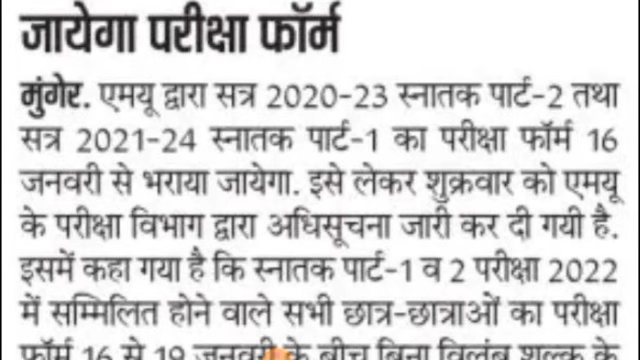 जायेगा परीक्षा फॉर्म
मुंगेर. एमयू द्वारा सत्र 2020-23 स्नातक पार्ट-2 तथा
सत्र 2021-24 स्नातक पार्ट-1 का परीक्षा फॉर्म 16
जनवरी से भराया जायेगा. इसे लेकर शुक्रवार को एमयू
के परीक्षा विभाग द्वारा अधिसूचना जारी कर दी गयी है.
इसमें कहा गया है कि स्नातक पार्ट-1 व 2 परीक्षा 2022
में सम्मिलित होने वाले सभी छात्र-छात्राओं का परीक्षा
फॉर्म 16 से 19 जनवरी के बीच बिना विलंब शुल्क के